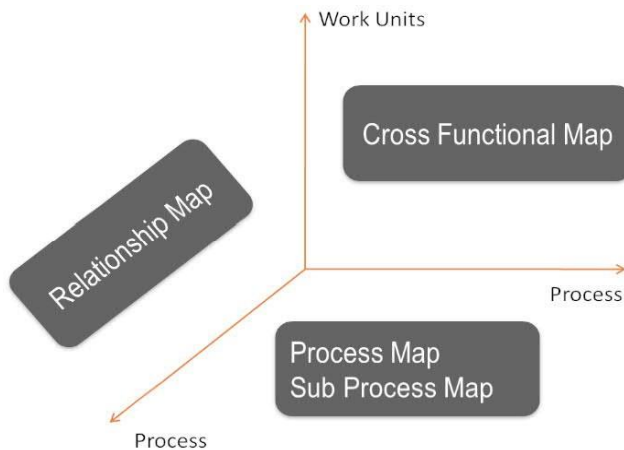 Work Units
Cross Functional Map
Relationship Map
Process
Process Map
Sub Process Map
Process